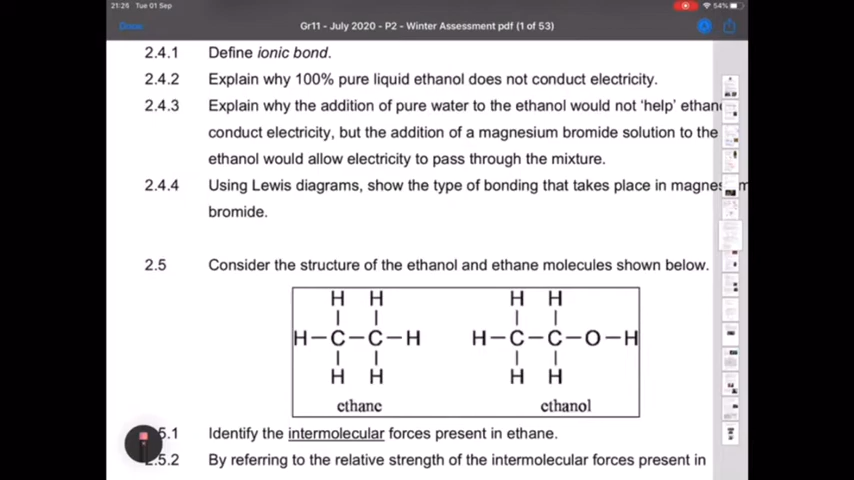 21:26 Tue 01 Sep
54%
Done
Gr11 - July 2020 - P2 - Winter Assessment pdf (1 of 53)
2.4.1 Define ionic bond.
2.4.2 Explain why 100% pure liquid ethanol does not conduct electricity.
2.4.3 Explain why the addition of pure water to the ethanol would not ‘help’ ethan
conduct electricity, but the addition of a magnesium bromide solution to the
ethanol would allow electricity to pass through the mixture.
2.4.4 Using Lewis diagrams, show the type of bonding that takes place in magnes m
bromide.
2.5 Consider the structure of the ethanol and ethane molecules shown below.
H H H H
H-C-C-H H-C-C-O-H
H H H H
ethane ethanol
5.1 Identify the intermolecular forces present in ethane.
2.5.2 By referring to the relative strength of the intermolecular forces present in